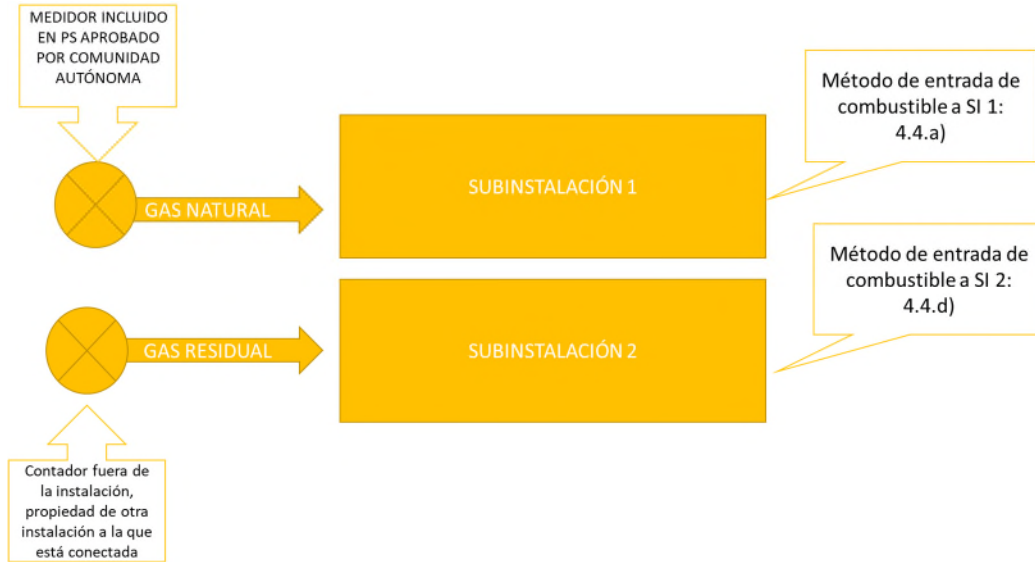 MEDIDOR INCLUIDO
EN PS APROBADO
POR COMUNIDAD
AUTÓNOMA
GAS NATURAL
SUBINSTALACIÓN 1
Método de entrada de
combustible a SI 1:
4.4.a)
GAS RESIDUAL
SUBINSTALACIÓN 2
Método de entrada de
combustible a SI 2:
4.4.d)
Contador fuera de
la instalación,
propiedad de otra
instalación a la que
está conectada